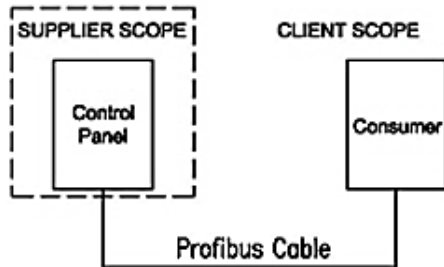 SUPPLIER SCOPE
CLIENT SCOPE
Control
Panel
Consumer
Profibus Cable